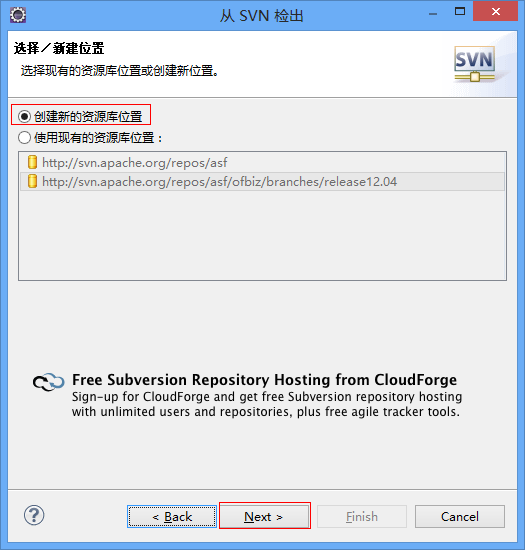 从 SVN 检出
选择／新建位置
选择现有的资源库位置或创建新位置。
SVN
创建新的资源库位置
使用现有的资源库位置：
http://svn.apache.org/repos/asf
http://svn.apache.org/repos/asf/ofbiz/branches/release12.04
Free Subversion Repository Hosting from CloudForge
Sign-up for CloudForge and get free Subversion repository hosting
with unlimited users and repositories, plus free agile tracker tools.
?
< Back
Next >
Finish
Cancel